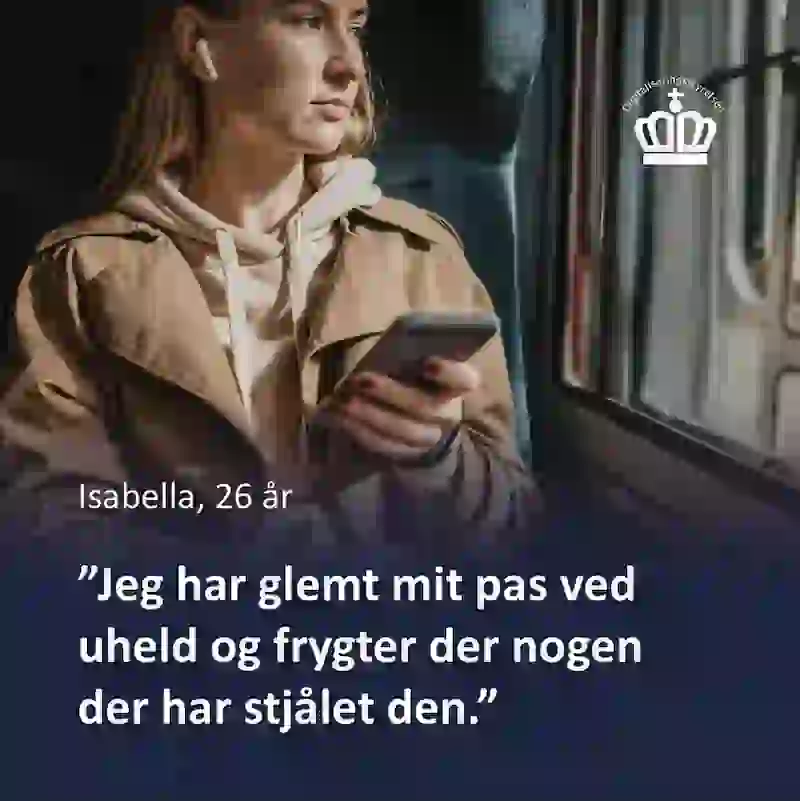 Digitaliseringsstyrelsen
Isabella, 26 år
”Jeg har glemt mit pas ved
uheld og frygter der nogen
der har stjålet den.”